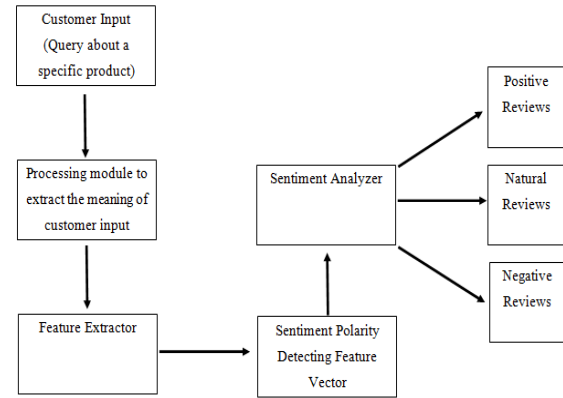 Customer Input
(Query about a
specific product)
Processing module to
extract the meaning of
customer input
Feature Extractor
Sentiment Polarity
Detecting Feature
Vector
Sentiment Analyzer
Positive
Reviews
Natural
Reviews
Negative
Reviews